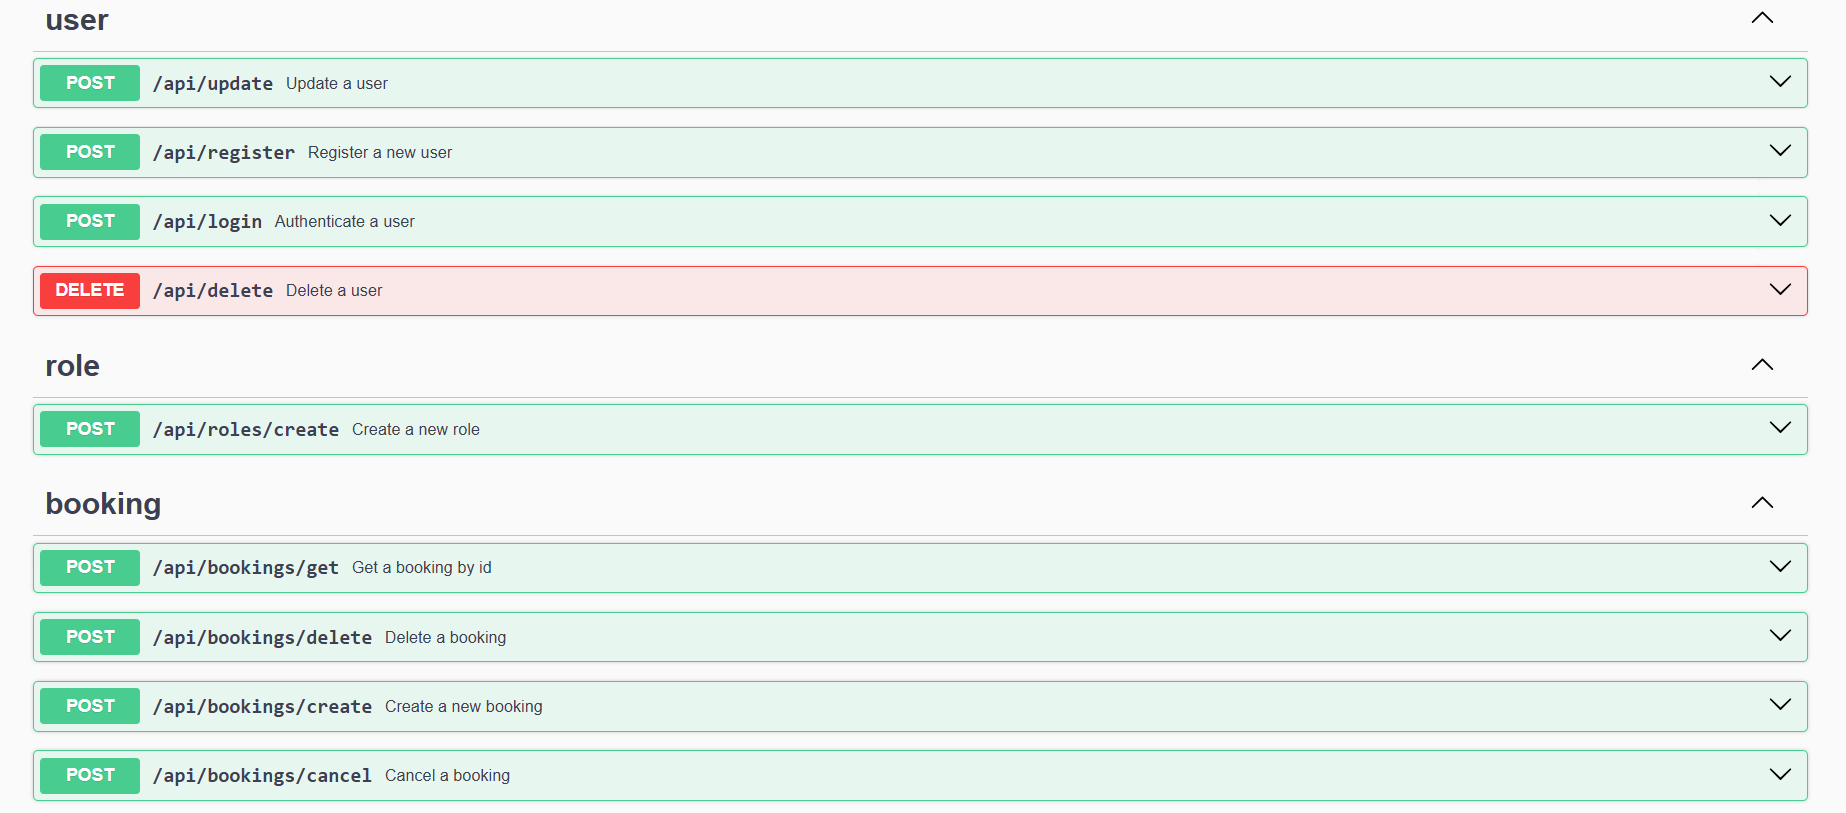 user
POST /api/update Update a user
POST /api/register Register a new user
POST /api/login Authenticate a user
DELETE /api/delete Delete a user
role
POST /api/roles/create Create a new role
booking
POST /api/bookings/get Get a booking by id
POST /api/bookings/delete Delete a booking
POST /api/bookings/create Create a new booking
POST /api/bookings/cancel Cancel a booking